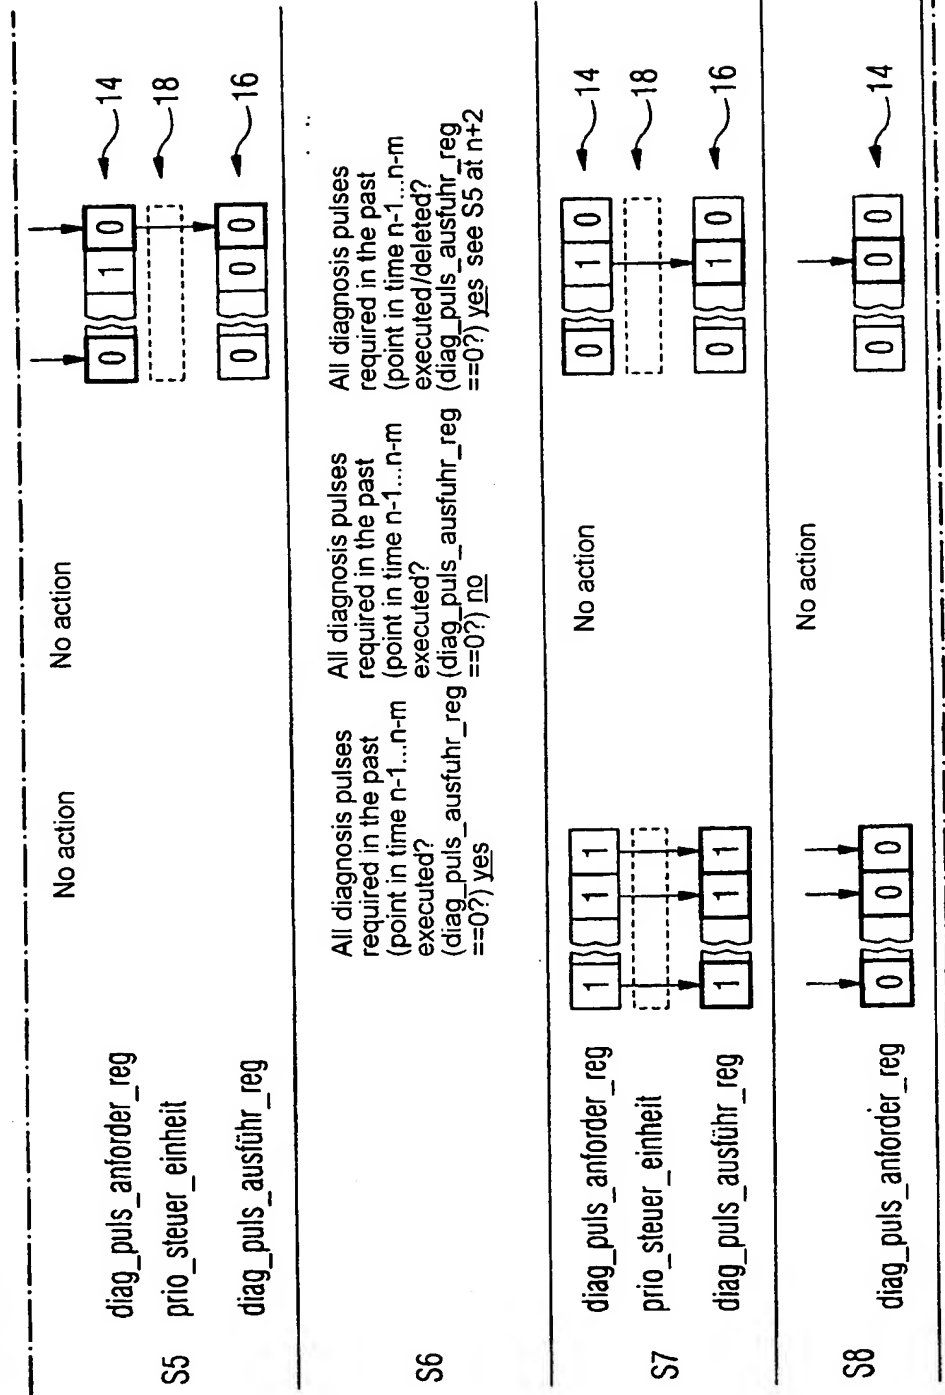 S5
diag_puls_anforder_reg
prio_steuer_einheit
diag_puls_ausführ_reg
No action
No action
0 1 0
0 0 0
14
18
16
S6
All diagnosis pulses
required in the past
(point in time n-1...n-m
executed?
(diag_puls_ausfuhr_reg
==0?) yes
All diagnosis pulses
required in the past
(point in time n-1...n-m
executed?
(diag_puls_ausfuhr_reg
==0?) no
All diagnosis pulses
required in the past
(point in time n-1...n-m
executed/deleted?
(diag_puls_ausfuhr_reg
==0?) yes see S5 at n+2
S7
diag_puls_anforder_reg
prio_steuer_einheit
diag_puls_ausführ_reg
1 1 1
1 1 1
No action
0 1 0
0 1 0
14
18
16
S8
diag_puls_anforder_reg
0 0 0
No action
0 0 0
14